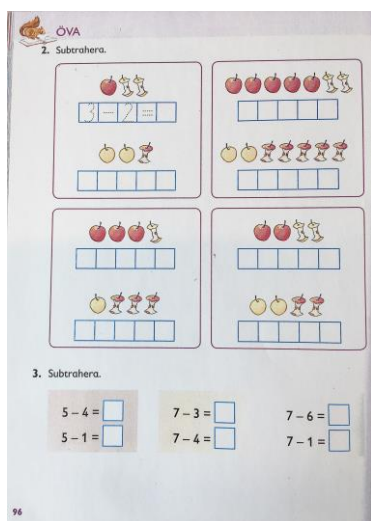 ÖVA
2. Subtrahera.
3 - 2 =
3. Subtrahera.
5 – 4 =
5 – 1 =
7 – 3 =
7 – 4 =
7 – 6 =
7 – 1 =
96